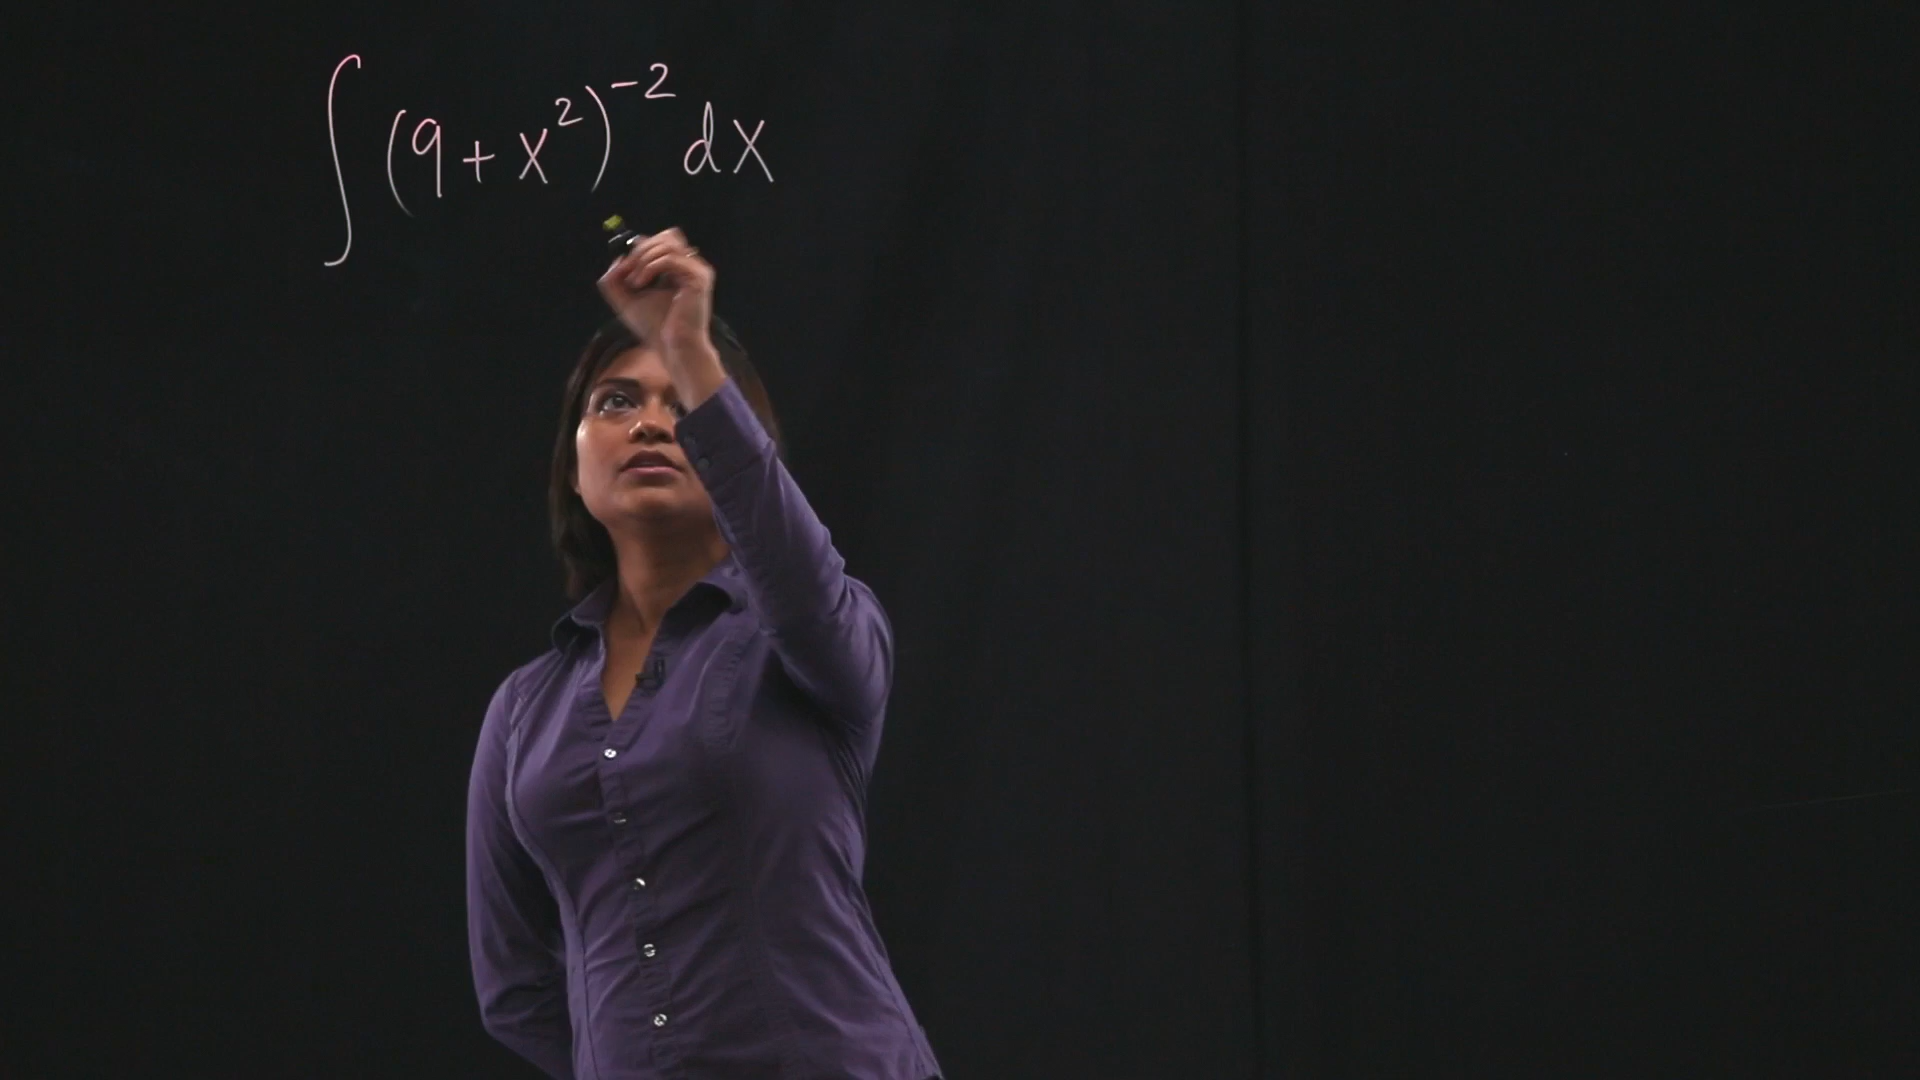 ∫ (9 + x²)⁻² dx